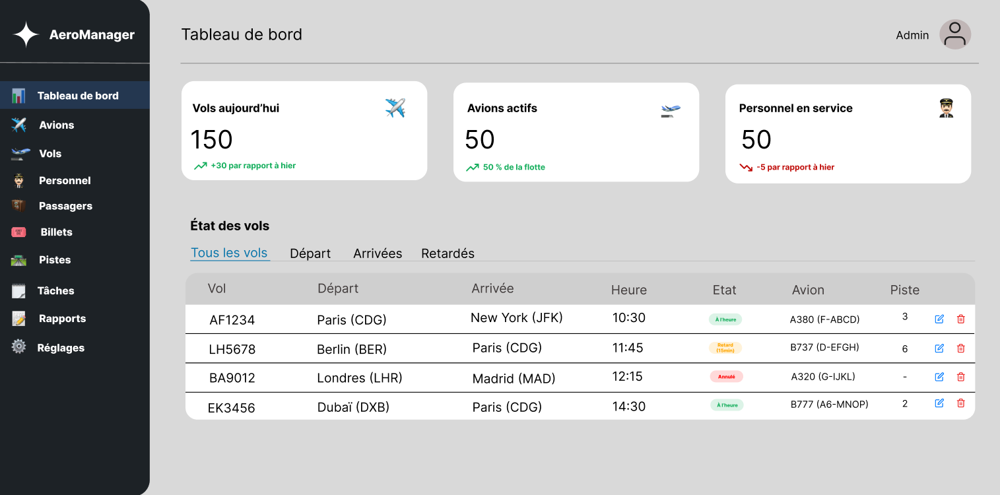 AeroManager
Tableau de bord
Avions
Vols
Personnel
Passagers
Billets
Pistes
Tâches
Rapports
Réglages
Tableau de bord
Admin
Vols aujourd’hui
150
+30 par rapport à hier
Avions actifs
50
50 % de la flotte
Personnel en service
50
-5 par rapport à hier
État des vols
Tous les vols Départ Arrivées Retardés
Vol Départ Arrivée Heure Etat Avion Piste
AF1234 Paris (CDG) New York (JFK) 10:30 À l’heure A380 (F-ABCD) 3
LH5678 Berlin (BER) Paris (CDG) 11:45 Retard (15min) B737 (D-EFGH) 6
BA9012 Londres (LHR) Madrid (MAD) 12:15 Annulé A320 (G-IJKL) -
EK3456 Dubaï (DXB) Paris (CDG) 14:30 À l’heure B777 (A6-MNOP) 2